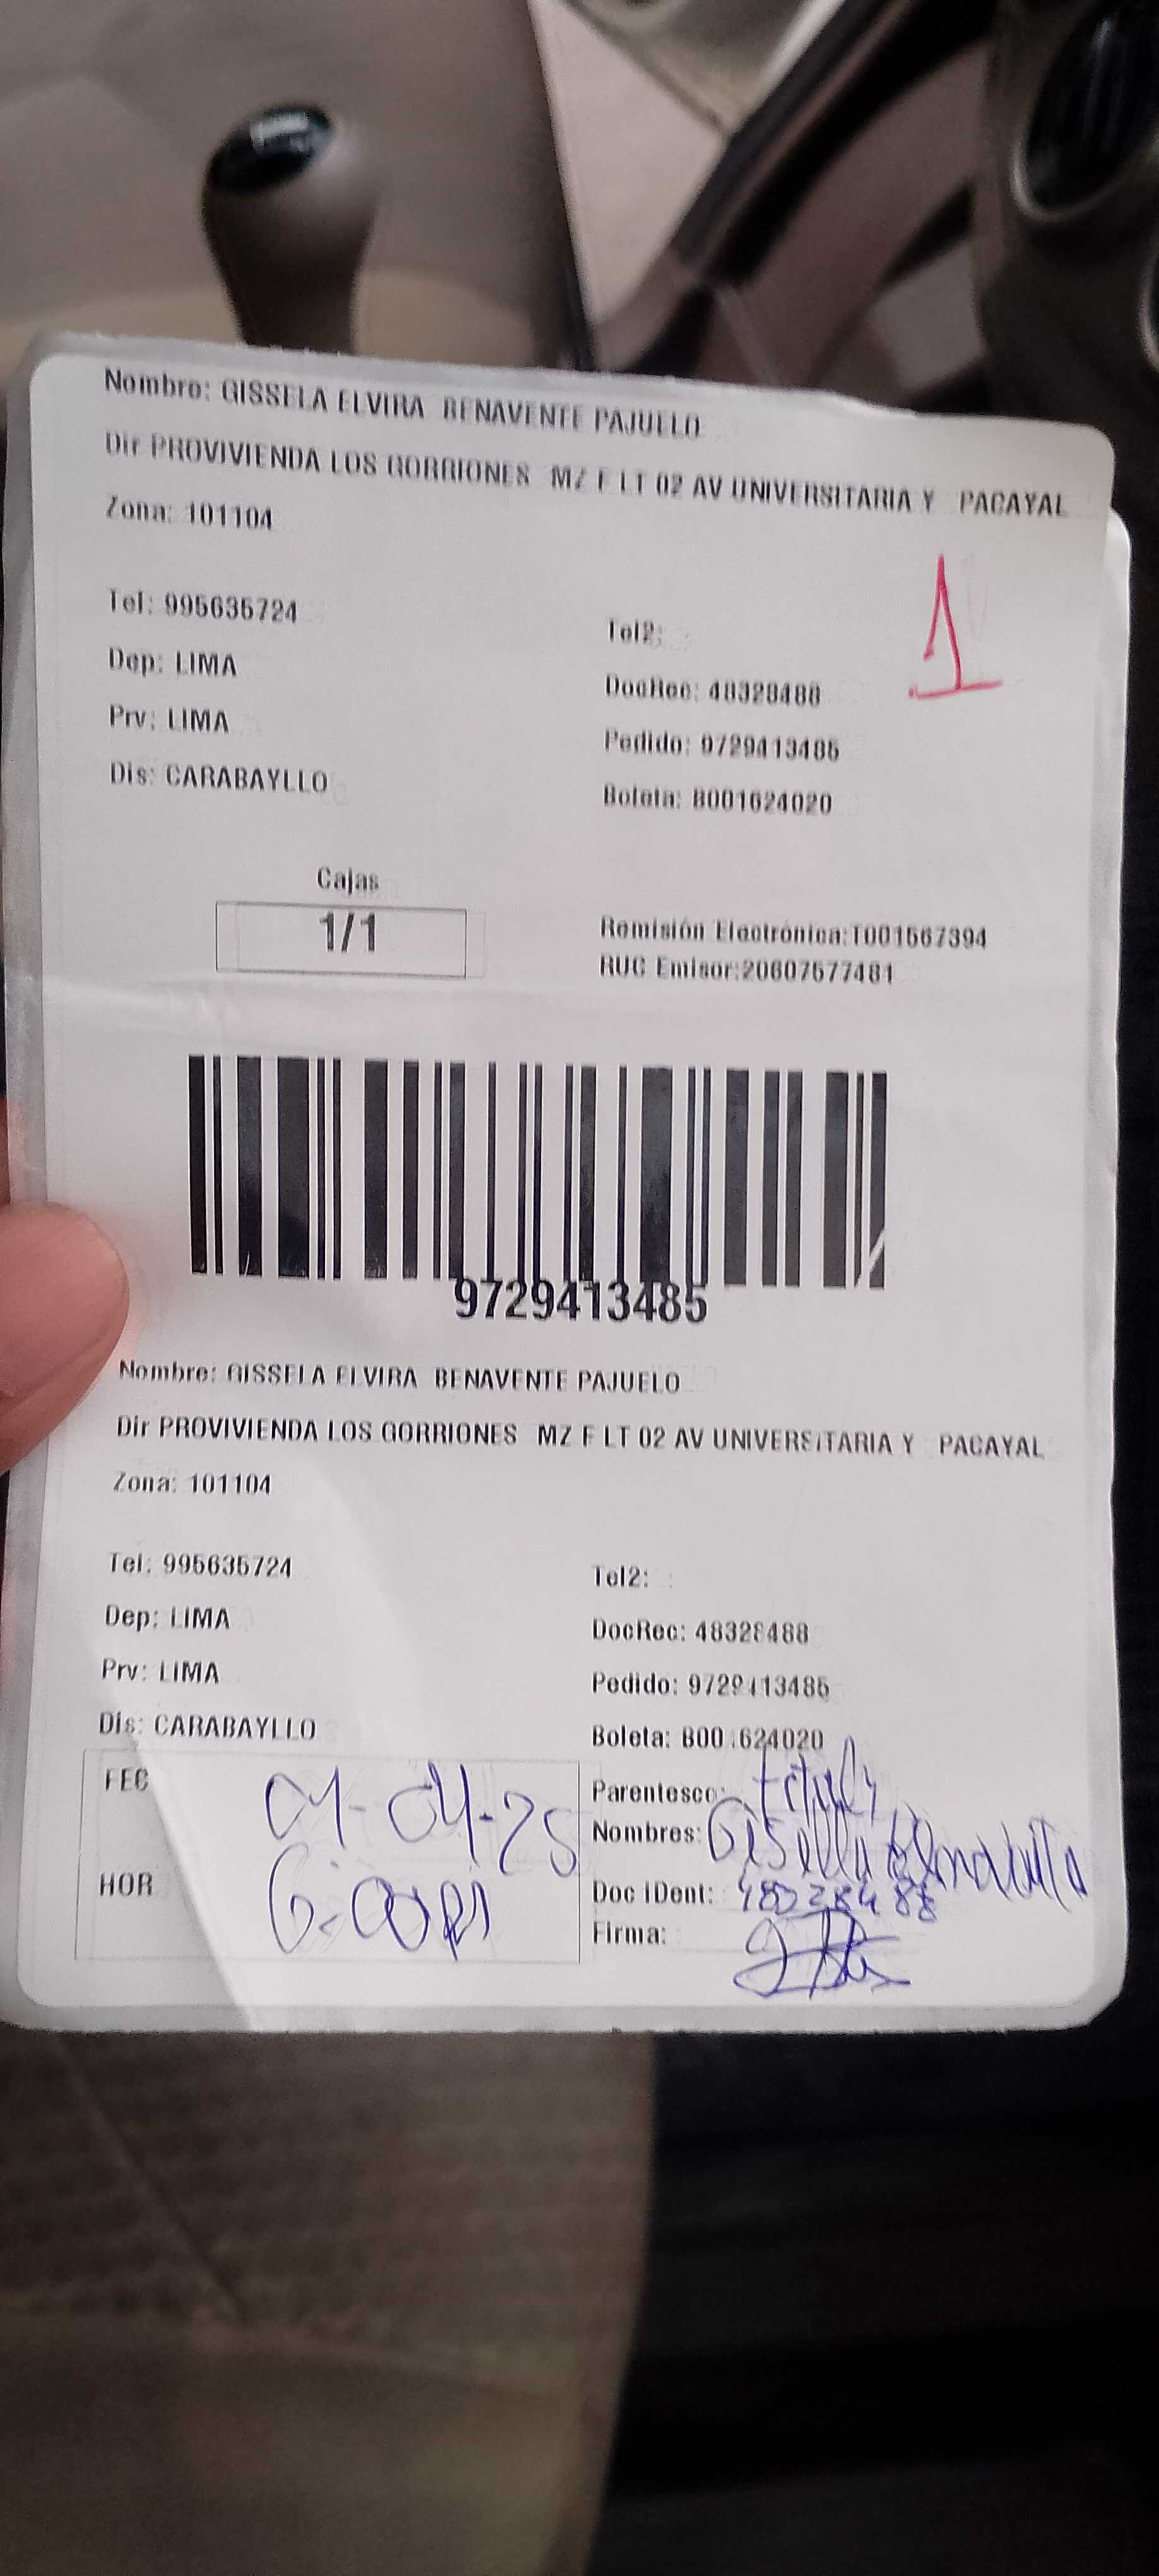 Nombre: GISSELA ELVIRA BENAVENTE PAJUELO
Dir PROVIVIENDA LOS GORRIONES MZ F LT 02 AV UNIVERSITARIA Y PACAYAL
Zona: 101104
Tel: 995635724
Tel2:
Dep: LIMA
DocRec: 48328488
Prv: LIMA
Pedido: 9729413485
Dis: CARABAYLLO
Boleta: B001624020
1
Cajas
1/1
Remisión Electrónica:T001567394
RUC Emisor:20607577481
9729413485
Nombre: GISSELA ELVIRA BENAVENTE PAJUELO
Dir PROVIVIENDA LOS GORRIONES MZ F LT 02 AV UNIVERSITARIA Y PACAYAL
Zona: 101104
Tel: 995635724
Tel2:
Dep: LIMA
DocRec: 48328488
Prv: LIMA
Pedido: 9729413485
Dis: CARABAYLLO
Boleta: B001624020
FEC 04-25
Parentesco:
Nombres: Gisella
HOR 6:00
Doc iDent:
Firma: